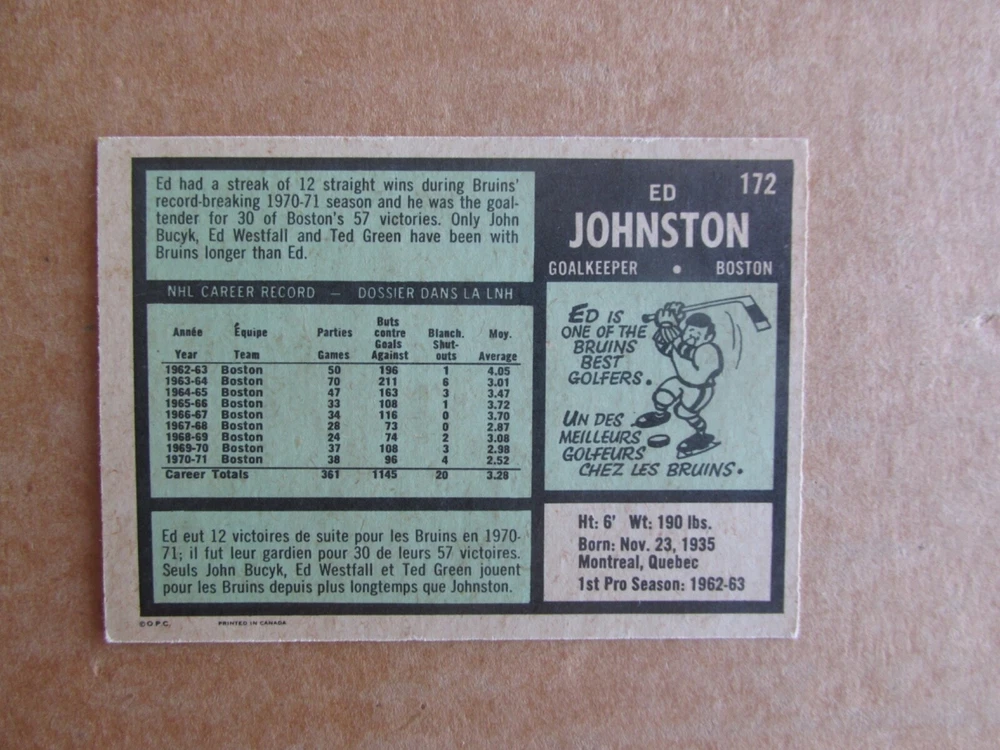 Ed had a streak of 12 straight wins during Bruins'
record-breaking 1970-71 season and he was the goal-
tender for 30 of Boston's 57 victories. Only John
Bucyk, Ed Westfall and Ted Green have been with
Bruins longer than Ed.
172
ED
JOHNSTON
GOALKEEPER • BOSTON
NHL CAREER RECORD — DOSSIER DANS LA LNH
Année Équipe Parties Buts contre Blanch. Moy.
Year Team Games Goals Against Shut-outs Average
1962-63 Boston 50 196 1 4.05
1963-64 Boston 70 211 6 3.01
1964-65 Boston 47 163 3 3.47
1965-66 Boston 33 108 1 3.72
1966-67 Boston 34 116 0 3.70
1967-68 Boston 28 73 0 2.87
1968-69 Boston 24 74 2 3.08
1969-70 Boston 37 108 3 2.98
1970-71 Boston 38 96 4 2.52
Career Totals 361 1145 20 3.28
ED IS
ONE OF THE
BRUINS
BEST
GOLFERS.
UN DES
MEILLEURS
GOLFEURS
CHEZ LES BRUINS.
Ed eut 12 victoires de suite pour les Bruins en 1970-
71; il fut leur gardien pour 30 de leurs 57 victoires.
Seuls John Bucyk, Ed Westfall et Ted Green jouent
pour les Bruins depuis plus longtemps que Johnston.
Ht: 6' Wt: 190 lbs.
Born: Nov. 23, 1935
Montreal, Quebec
1st Pro Season: 1962-63
©O.P.C. PRINTED IN CANADA